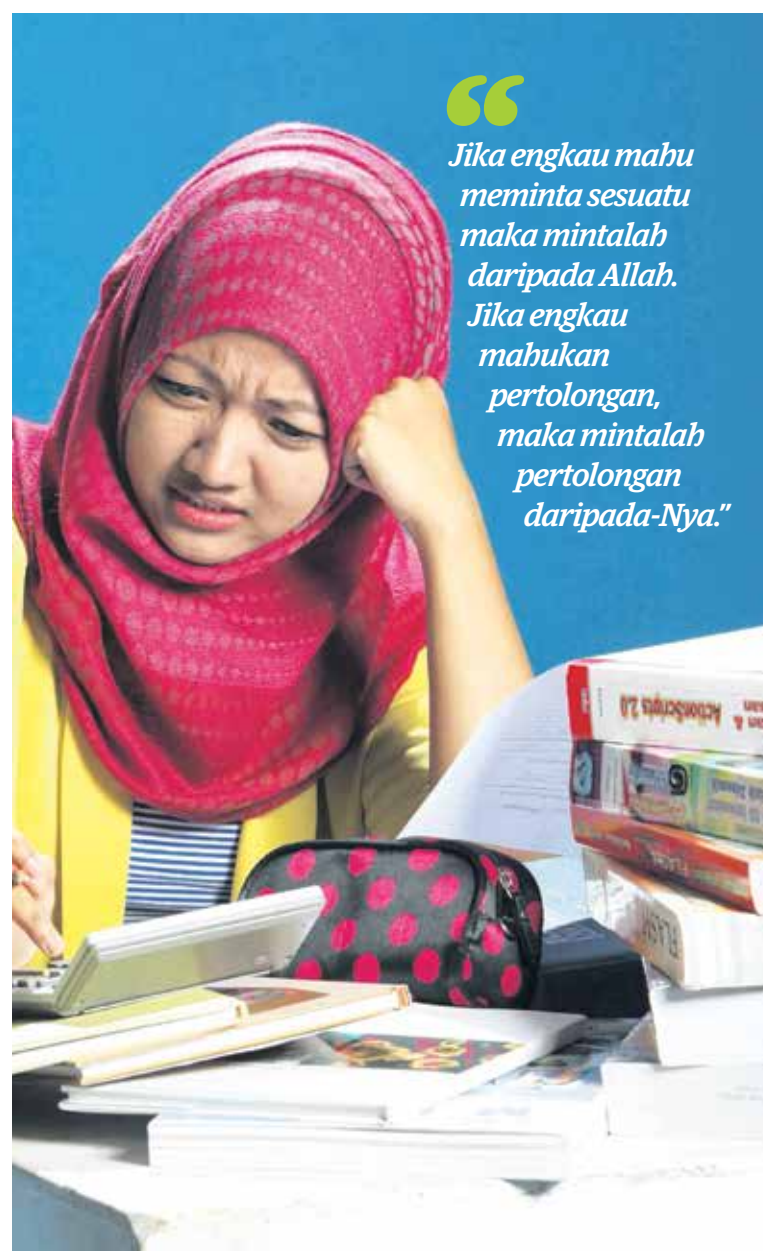 “
Jika engkau mahu
meminta sesuatu
maka mintalah
daripada Allah.
Jika engkau
mahukan
pertolongan,
maka mintalah
pertolongan
daripada-Nya.”
ActionScripts 2.0
FLASH